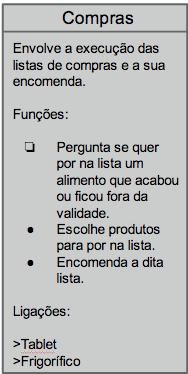 Compras
Envolve a execução das
listas de compras e a sua
encomenda.
Funções:
❏ Pergunta se quer
por na lista um
alimento que acabou
ou ficou fora da
validade.
● Escolhe produtos
para por na lista.
● Encomenda a dita
lista.
Ligações:
>Tablet
>Frigorífico